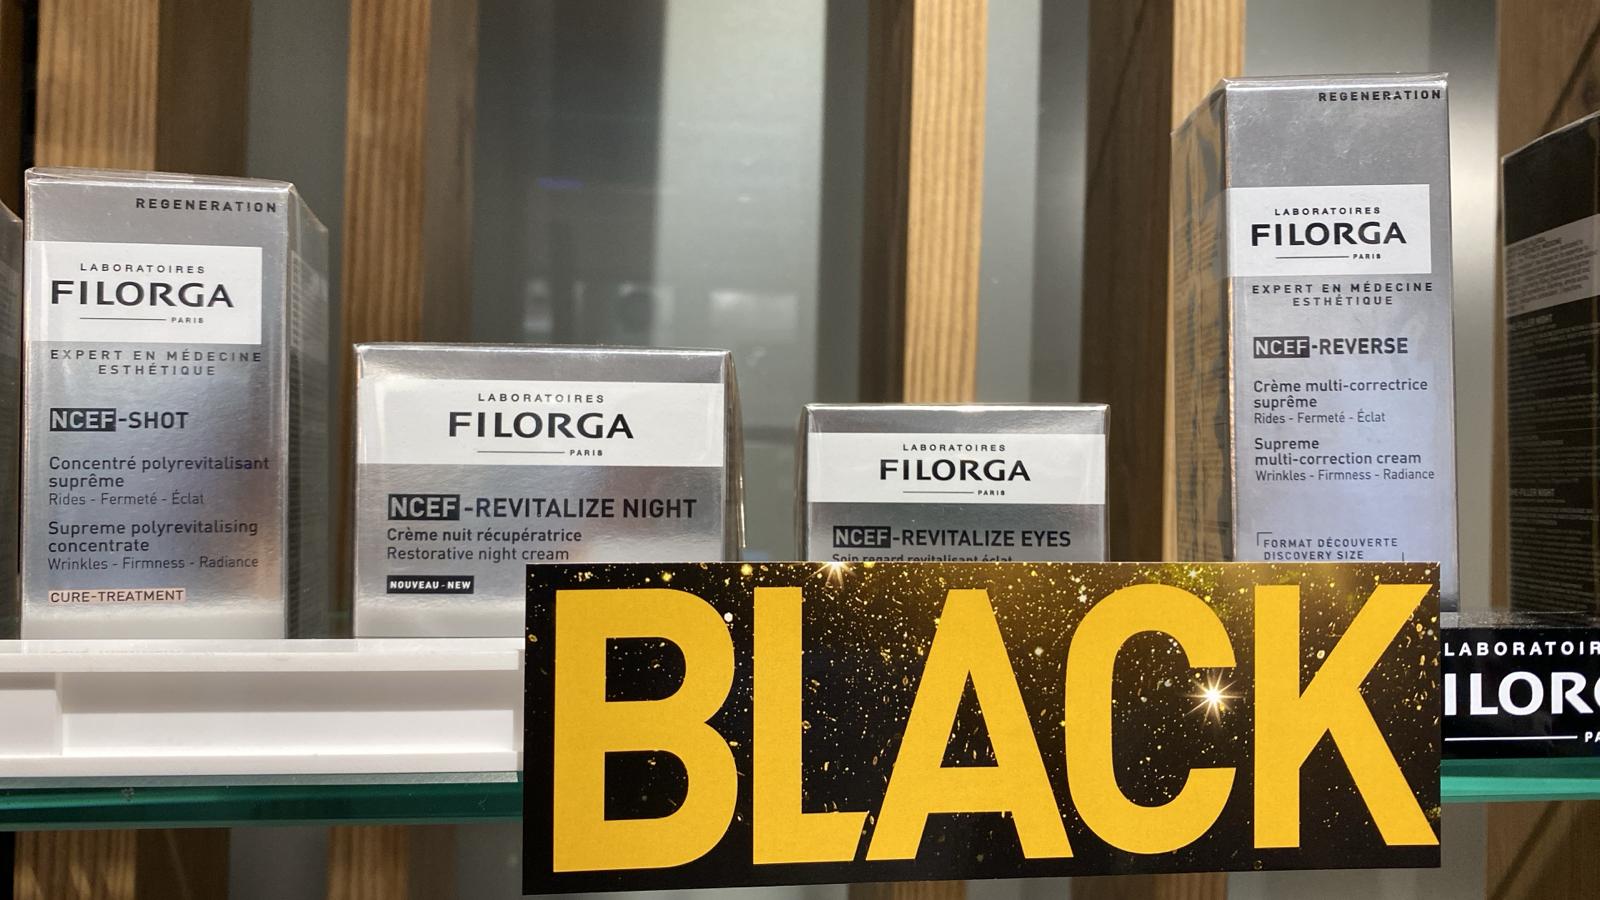 REGENERATION
LABORATOIRES
FILORGA
PARIS
EXPERT EN MÉDECINE
ESTHÉTIQUE
NCEF-SHOT
Concentré polyrevitalisant
suprême
Rides - Fermeté - Éclat
Supreme polyrevitalising
concentrate
Wrinkles - Firmness - Radiance
CURE-TREATMENT
LABORATOIRES
FILORGA
PARIS
NCEF-REVITALIZE NIGHT
Crème nuit récupératrice
Restorative night cream
NOUVEAU - NEW
LABORATOIRES
FILORGA
PARIS
NCEF-REVITALIZE EYES
Soin regard revitalisant éclat
REGENERATION
LABORATOIRES
FILORGA
PARIS
EXPERT EN MÉDECINE
ESTHÉTIQUE
NCEF-REVERSE
Crème multi-correctrice
suprême
Rides - Fermeté - Éclat
Supreme
multi-correction cream
Wrinkles - Firmness - Radiance
FORMAT DÉCOUVERTE
DISCOVERY SIZE
BLACK
LABORATOIR
ILORG
PA